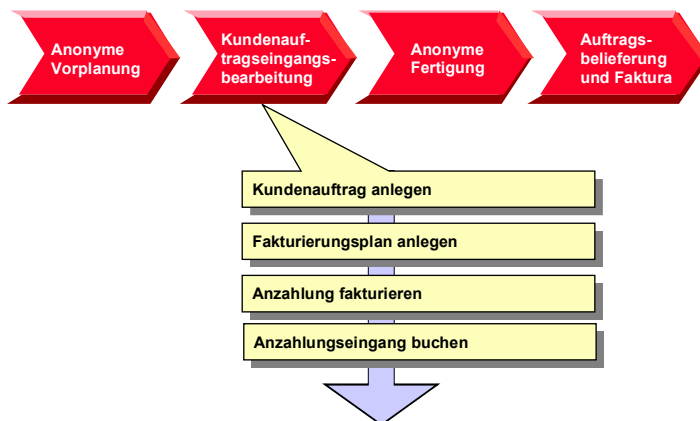 Anonyme
Vorplanung
Kundenauf-
tragseingangs-
bearbeitung
Anonyme
Fertigung
Auftrags-
belieferung
und Faktura
Kundenauftrag anlegen
Fakturierungsplan anlegen
Anzahlung fakturieren
Anzahlungseingang buchen